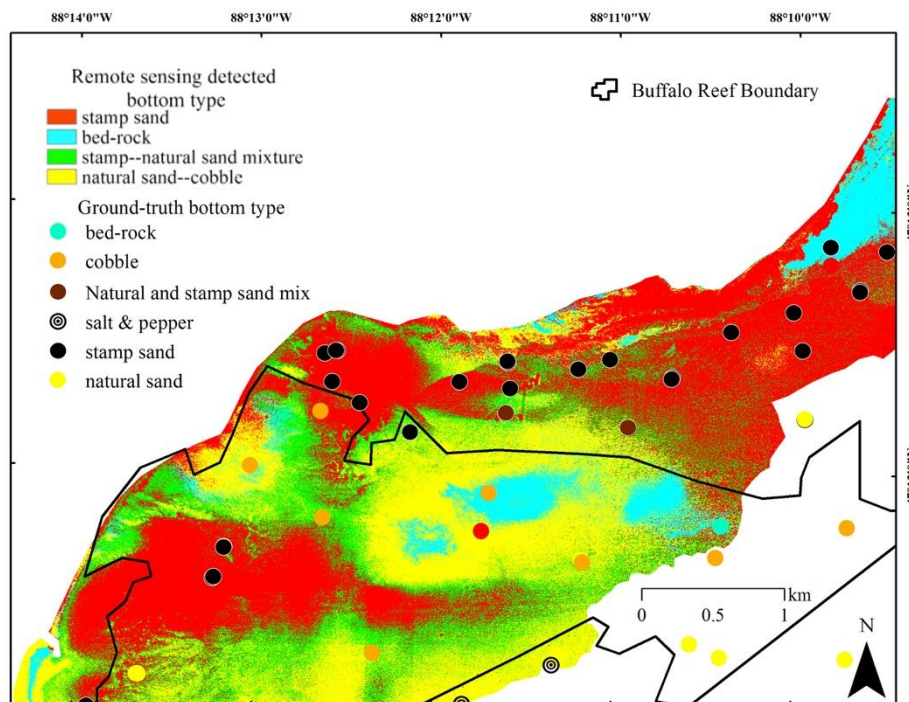 88°14'0"W 88°13'0"W 88°12'0"W 88°11'0"W 88°10'0"W
Remote sensing detected
bottom type
stamp sand
bed-rock
stamp--natural sand mixture
natural sand--cobble
Buffalo Reef Boundary
Ground-truth bottom type
bed-rock
cobble
Natural and stamp sand mix
salt & pepper
stamp sand
natural sand
km
0 0.5 1
N